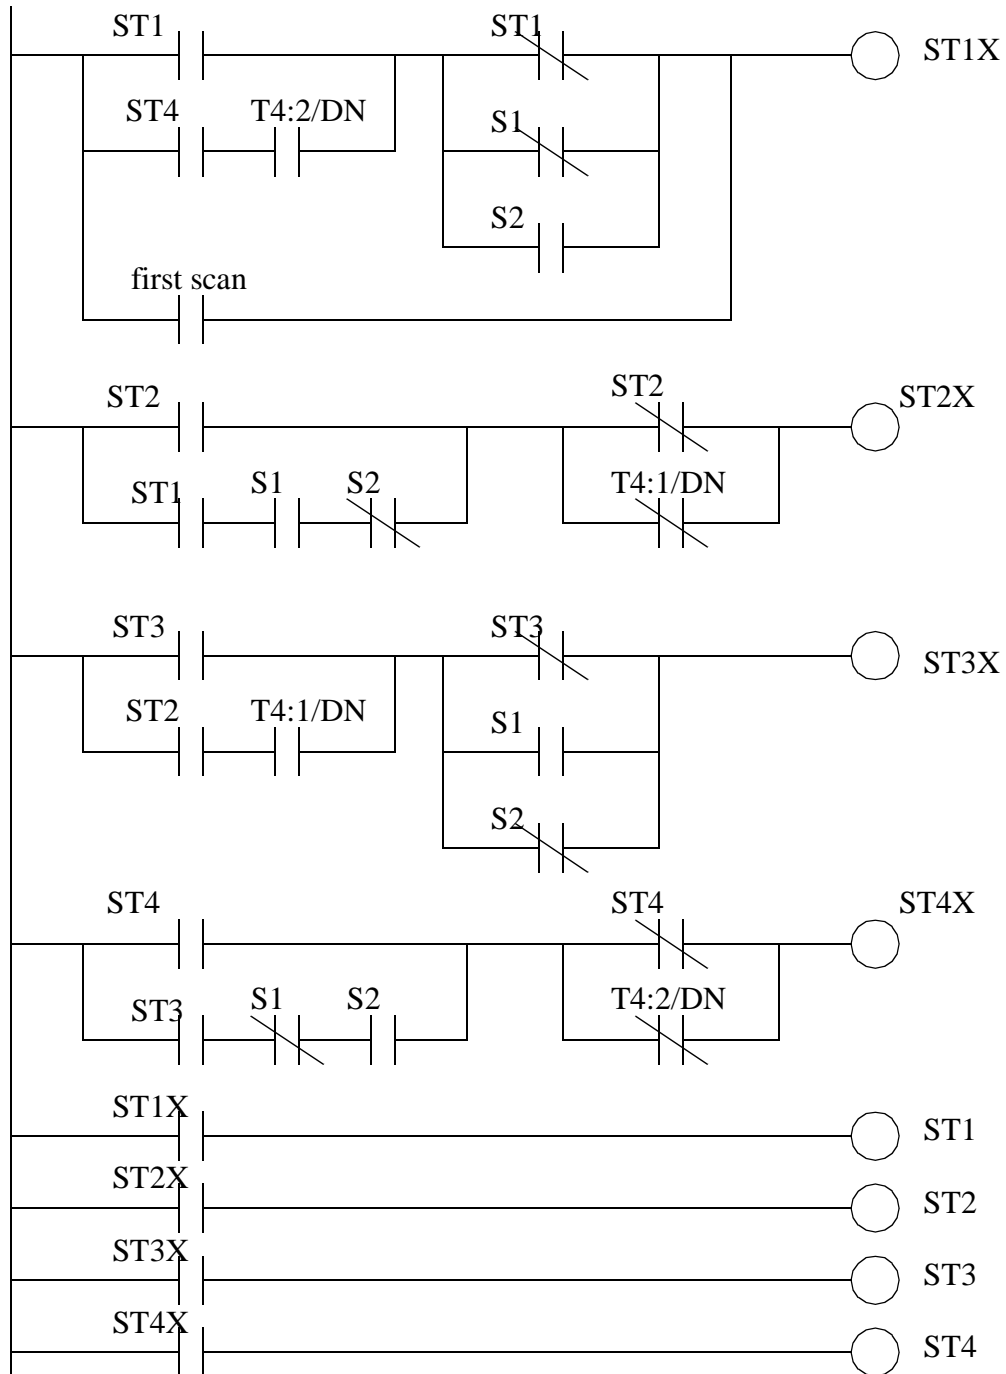 ST1 ST1 ST1X
ST4 T4:2/DN
S1
S2
first scan
ST2 ST2 ST2X
ST1 S1 S2 T4:1/DN
ST3 ST3 ST3X
ST2 T4:1/DN S1
S2
ST4 ST4 ST4X
ST3 S1 S2 T4:2/DN
ST1X ST1
ST2X ST2
ST3X ST3
ST4X ST4